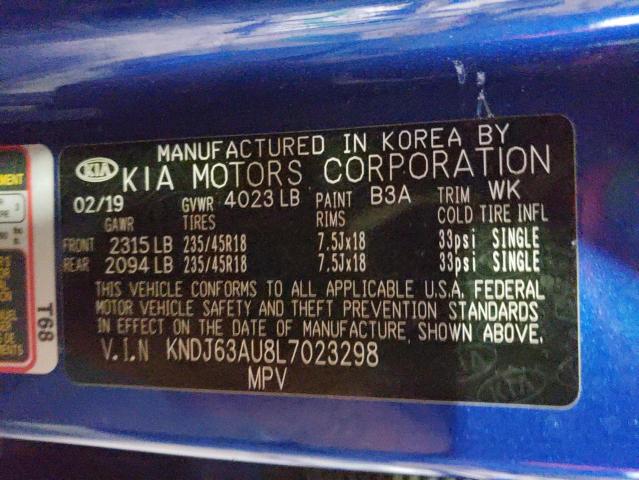 MANUFACTURED IN KOREA BY
KIA KIA MOTORS CORPORATION
02/19 GVWR 4023 LB PAINT B3A TRIM WK
GAWR TIRES RIMS COLD TIRE INFL
FRONT 2315 LB 235/45R18 7.5Jx18 33psi SINGLE
REAR 2094 LB 235/45R18 7.5Jx18 33psi SINGLE
THIS VEHICLE CONFORMS TO ALL APPLICABLE U.S.A. FEDERAL
MOTOR VEHICLE SAFETY AND THEFT PREVENTION STANDARDS
IN EFFECT ON THE DATE OF MANUFACTURE, SHOWN ABOVE.
V.I.N KNDJ63AU8L7023298
MPV
T68